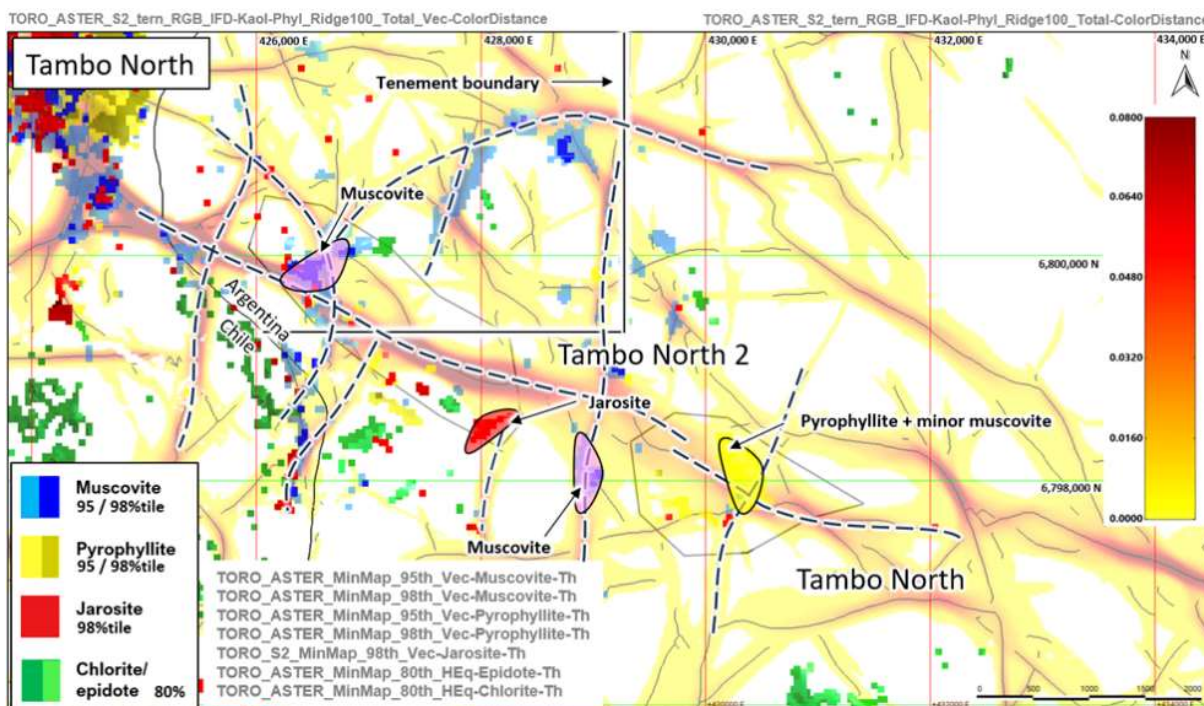 TORO_ASTER_S2_tern_RGB_IFD-Kaol-Phyl_Ridge100_Total_Vec-ColorDistance
TORO_ASTER_S2_tern_RGB_IFD-Kaol-Phyl_Ridge100_Total-ColorDistance
426,000 E
428,000 E
430,000 E
432,000 E
434,000 E
Tambo North
Tenement boundary
N
0.0800
Muscovite
0.0640
6,800,000 N
0.0480
Argentina
Chile
0.0320
Tambo North 2
Jarosite
Pyrophyllite + minor muscovite
0.0160
6,798,000 N
0.0000
Muscovite
Muscovite
95 / 98%tile
Pyrophyllite
95 / 98%tile
Jarosite
98%tile
Chlorite/
epidote 80%
TORO_ASTER_MinMap_95th_Vec-Muscovite-Th
TORO_ASTER_MinMap_98th_Vec-Muscovite-Th
TORO_ASTER_MinMap_95th_Vec-Pyrophyllite-Th
TORO_ASTER_MinMap_98th_Vec-Pyrophyllite-Th
TORO_S2_MinMap_98th_Vec-Jarosite-Th
TORO_ASTER_MinMap_80th_HEq-Epidote-Th
TORO_ASTER_MinMap_80th_HEq-Chlorite-Th
Tambo North
0 500 1000 1500 2000